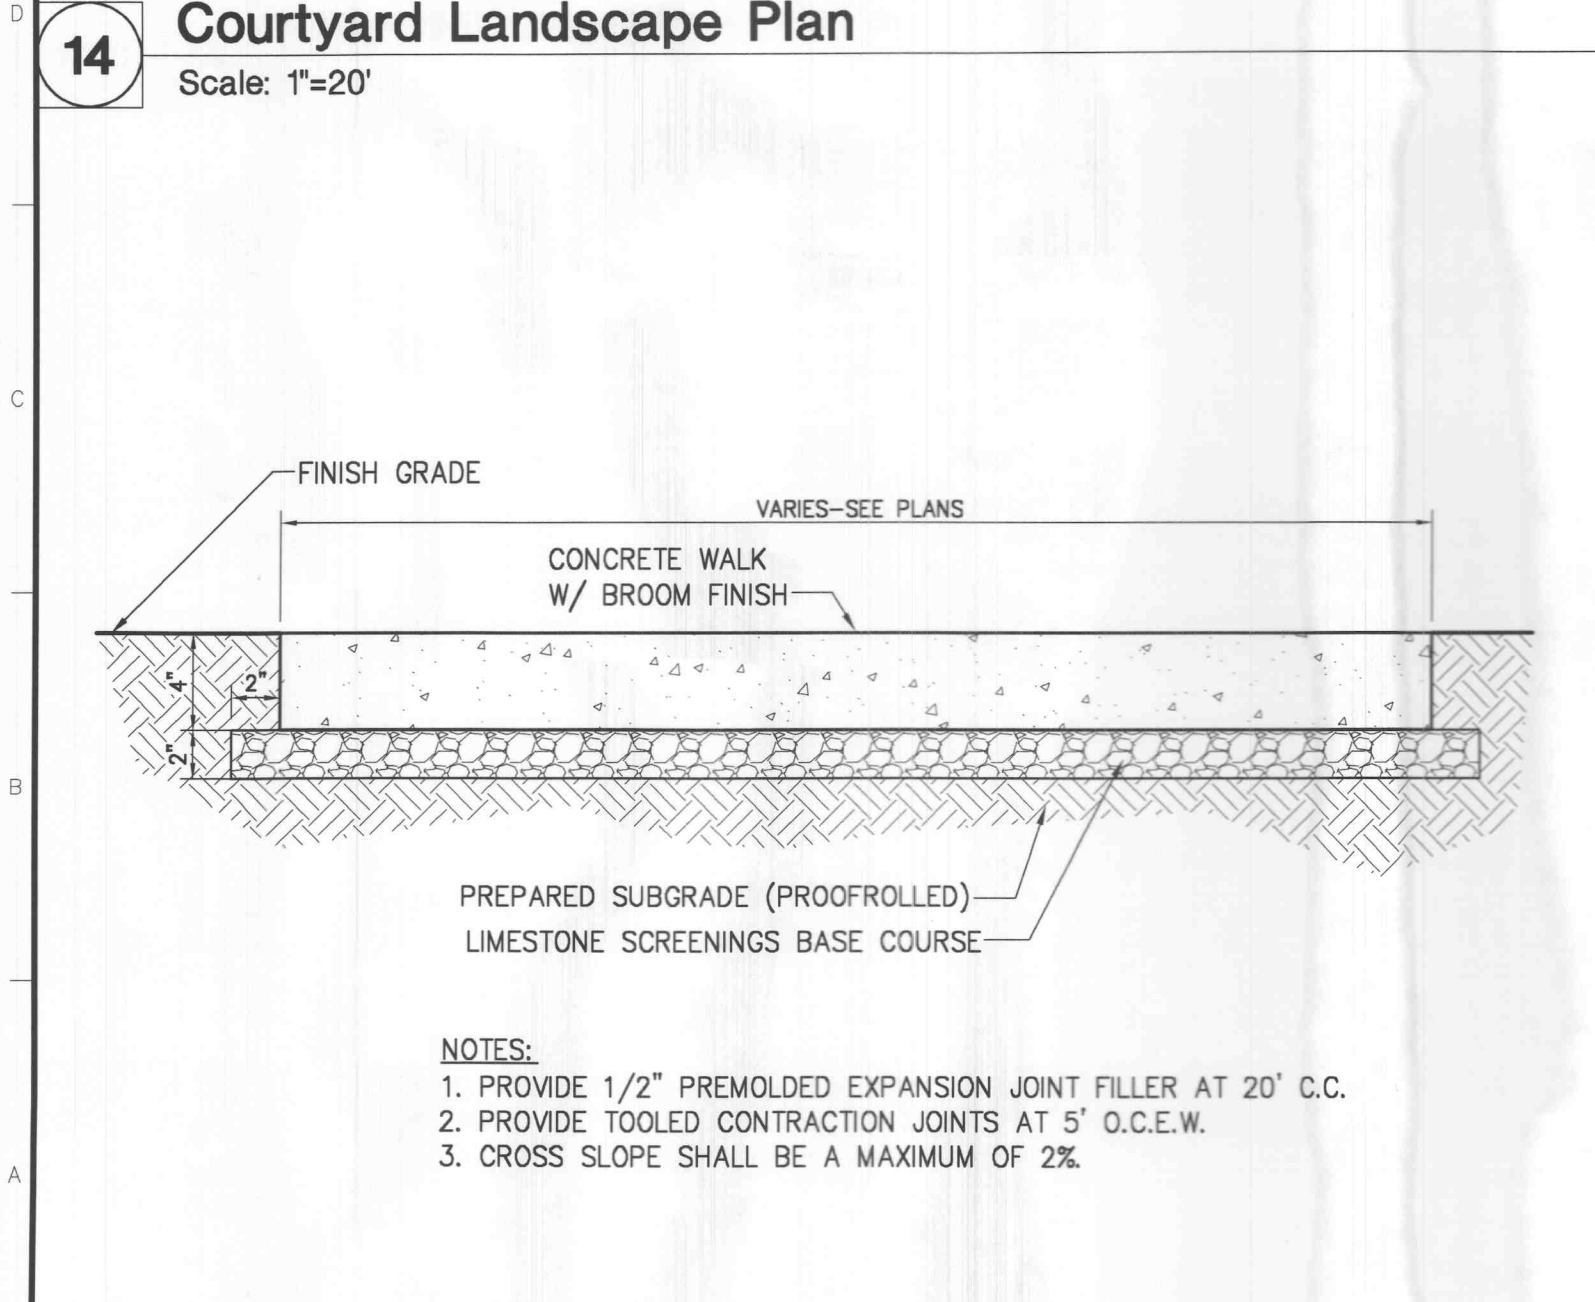 D
14
Courtyard Landscape Plan
Scale: 1"=20'
C
FINISH GRADE
VARIES-SEE PLANS
CONCRETE WALK
W/ BROOM FINISH
4"
2"
2"
B
PREPARED SUBGRADE (PROOFROLLED)
LIMESTONE SCREENINGS BASE COURSE
NOTES:
1. PROVIDE 1/2" PREMOLDED EXPANSION JOINT FILLER AT 20' C.C.
2. PROVIDE TOOLED CONTRACTION JOINTS AT 5' O.C.E.W.
3. CROSS SLOPE SHALL BE A MAXIMUM OF 2%.
A